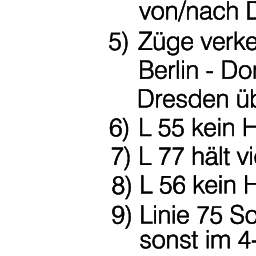 von/nach D
5) Züge verke
Berlin - Do
Dresden üb
6) L 55 kein H
7) L 77 hält vi
8) L 56 kein H
9) Linie 75 So
sonst im 4-